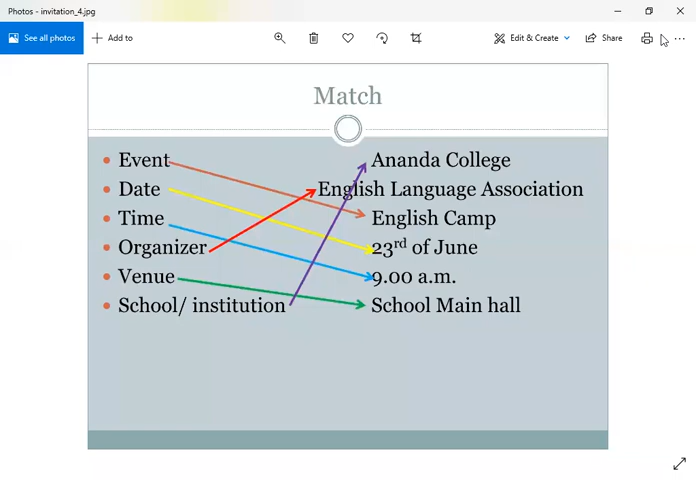 Photos - invitation_4.jpg
See all photos
Add to
Edit & Create
Share
Match
Event
Date
Time
Organizer
Venue
School/ institution
Ananda College
English Language Association
English Camp
23rd of June
9.00 a.m.
School Main hall